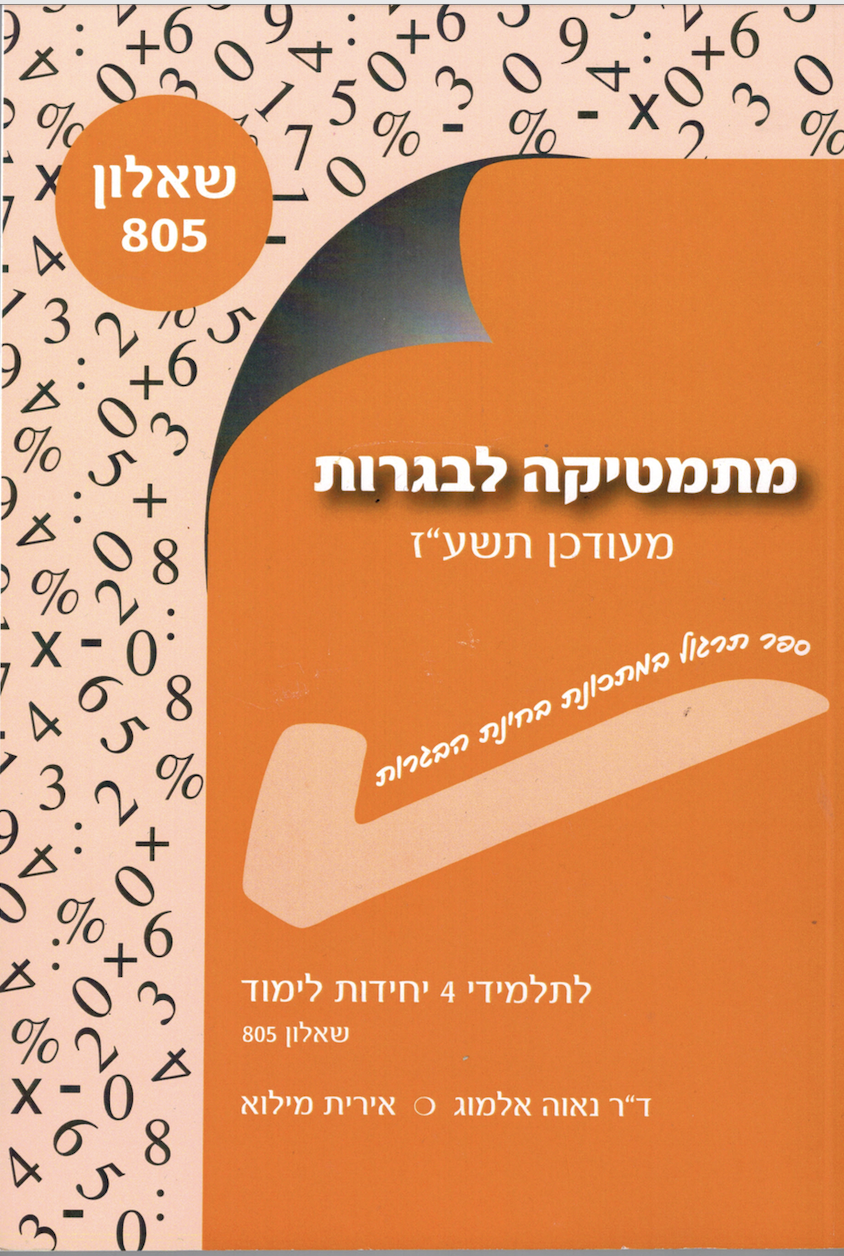 שאלון
805
מתמטיקה לבגרות
מעודכן תשע"ז
ספר תרגול במתכונת בחינת הבגרות
לתלמידי 4 יחידות לימוד
שאלון 805
ד"ר נאוה אלמוג ○ אירית מילוא